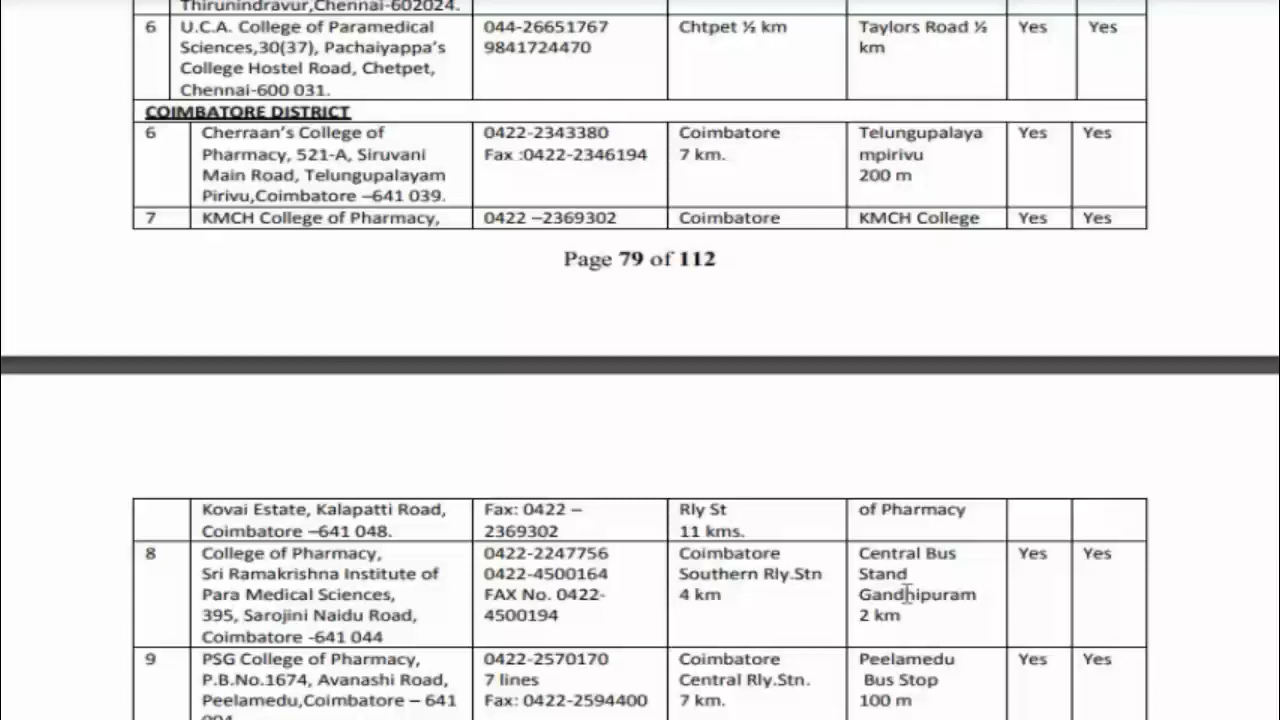 Thirunindravur,Chennai-602024.
6 U.C.A. College of Paramedical 044-26651767 Chtpet ½ km Taylors Road ½ Yes Yes
Sciences,30(37), Pachaiyappa's 9841724470 km
College Hostel Road, Chetpet,
Chennai-600 031.
COIMBATORE DISTRICT
6 Cherraan's College of 0422-2343380 Coimbatore Telungupalaya Yes Yes
Pharmacy, 521-A, Siruvani Fax :0422-2346194 7 km. mpirivu
Main Road, Telungupalayam 200 m
Pirivu,Coimbatore –641 039.
7 KMCH College of Pharmacy, 0422 –2369302 Coimbatore KMCH College Yes Yes
Page 79 of 112
Kovai Estate, Kalapatti Road, Fax: 0422 – Rly St of Pharmacy
Coimbatore –641 048. 2369302 11 kms.
8 College of Pharmacy, 0422-2247756 Coimbatore Central Bus Yes Yes
Sri Ramakrishna Institute of 0422-4500164 Southern Rly.Stn Stand
Para Medical Sciences, FAX No. 0422- 4 km Gandhipuram
395, Sarojini Naidu Road, 4500194 2 km
Coimbatore -641 044
9 PSG College of Pharmacy, 0422-2570170 Coimbatore Peelamedu Yes Yes
P.B.No.1674, Avanashi Road, 7 lines Central Rly.Stn. Bus Stop
Peelamedu,Coimbatore – 641 Fax: 0422-2594400 7 km. 100 m